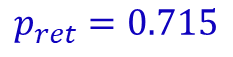 p_ret = 0.715